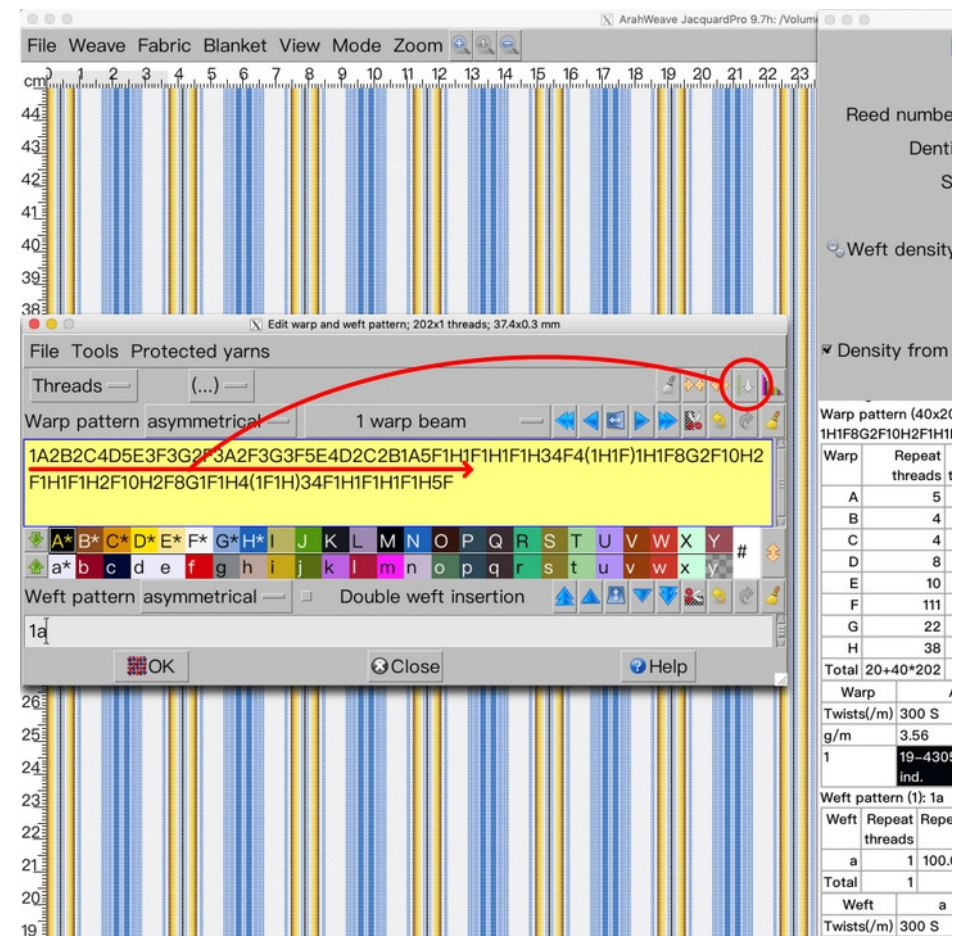 ArahWeave JacquardPro 9.7h: /Volum
File Weave Fabric Blanket View Mode Zoom
cm 1 2 3 4 5 6 7 8 9 10 11 12 13 14 15 16 17 18 19 20 21 22 23
44
43
42
41
40
39
38
Edit warp and weft pattern; 202x1 threads; 37.4x0.3 mm
File Tools Protected yarns
Threads (...)
Warp pattern asymmetrical 1 warp beam
1A2B2C4D5E3F3G2F3A2F3G3F5E4D2C2B1A5F1H1F1H1F1H34F4(1H1F)1H1F8G2F10H2
F1H1F1H2F10H2F8G1F1H4(1F1H)34F1H1F1H1F1H5F
A* B* C* D* E* F* G* H* I J K L M N O P Q R S T U V W X Y #
a* b c d e f g h i j k l m n o p q r s t u v w x y
Weft pattern asymmetrical Double weft insertion
1a
OK Close Help
26
25
24
23
22
21
20
19
Reed numbe
Denti
S
Weft density
Density from
Warp pattern (40x20
1H1F8G2F10H2F1H1
Warp Repeat
threads t
A 5
B 4
C 4
D 8
E 10
F 111
G 22
H 38
Total 20+40*202
Warp
Twists(/m) 300 S
g/m 3.56
1 19-4305
ind.
Weft pattern (1): 1a
Weft Repeat Repe
threads
a 1 100.
Total 1
Weft a
Twists(/m) 300 S